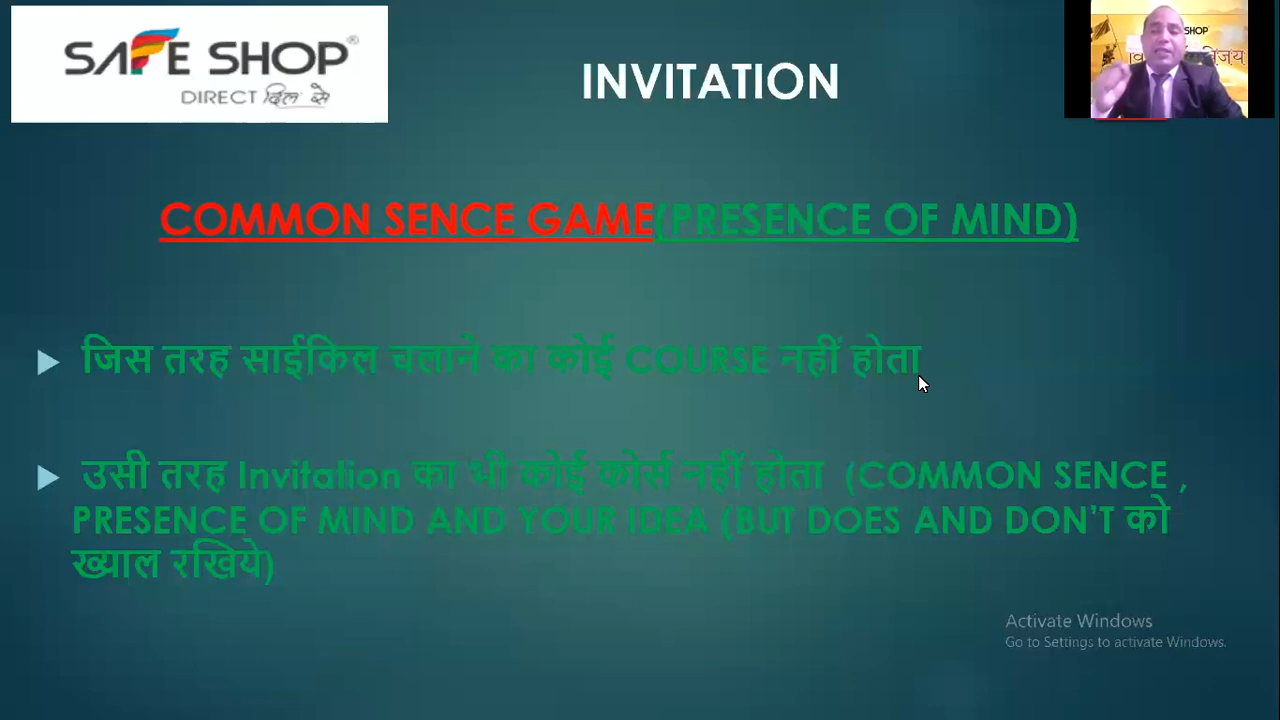 SAFE SHOP®
DIRECT दिल से
INVITATION
SHOP
COMMON SENCE GAME(PRESENCE OF MIND)
जिस तरह साईकिल चलाने का कोई COURSE नहीं होता
उसी तरह Invitation का भी कोई कोर्स नहीं होता (COMMON SENCE ,
PRESENCE OF MIND AND YOUR IDEA (BUT DOES AND DON'T को
ख्याल रखिये)
Activate Windows
Go to Settings to activate Windows.